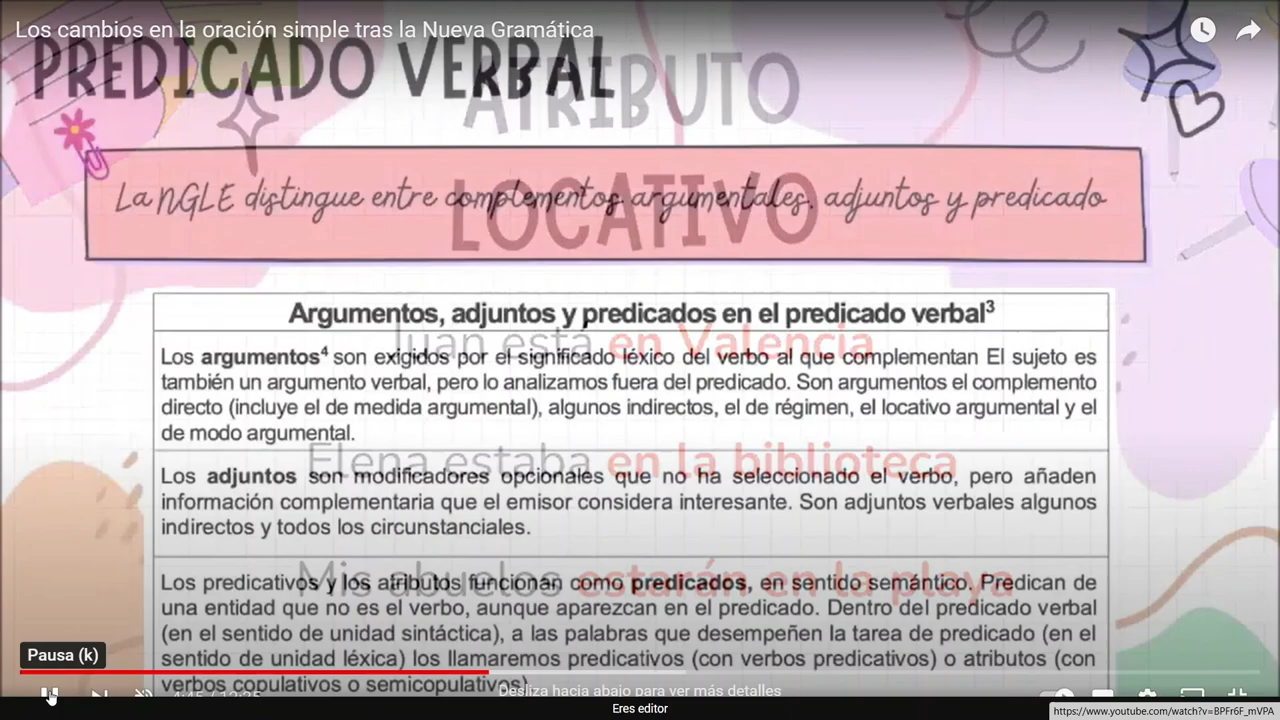 Los cambios en la oración simple tras la Nueva Gramática
PREDICADO VERBAL
ATRIBUTO
LOCATIVO
La NGLE distingue entre complementos argumentales, adjuntos y predicado
Argumentos, adjuntos y predicados en el predicado verbal³
Juan está en Valencia
Los argumentos⁴ son exigidos por el significado léxico del verbo al que complementan El sujeto es
también un argumento verbal, pero lo analizamos fuera del predicado. Son argumentos el complemento
directo (incluye el de medida argumental), algunos indirectos, el de régimen, el locativo argumental y el
de modo argumental.
Elena estaba en la biblioteca
Los adjuntos son modificadores opcionales que no ha seleccionado el verbo, pero añaden
información complementaria que el emisor considera interesante. Son adjuntos verbales algunos
indirectos y todos los circunstanciales.
Mis abuelos estarán en la playa
Los predicativos y los atributos funcionan como predicados, en sentido semántico. Predican de
una entidad que no es el verbo, aunque aparezcan en el predicado. Dentro del predicado verbal
(en el sentido de unidad sintáctica), a las palabras que desempeñen la tarea de predicado (en el
sentido de unidad léxica) los llamaremos predicativos (con verbos predicativos) o atributos (con
verbos copulativos o semicopulativos).
Pausa (k)
Desliza hacia abajo para ver más detalles
Eres editor
https://www.youtube.com/watch?v=BPFr6F_mVPA